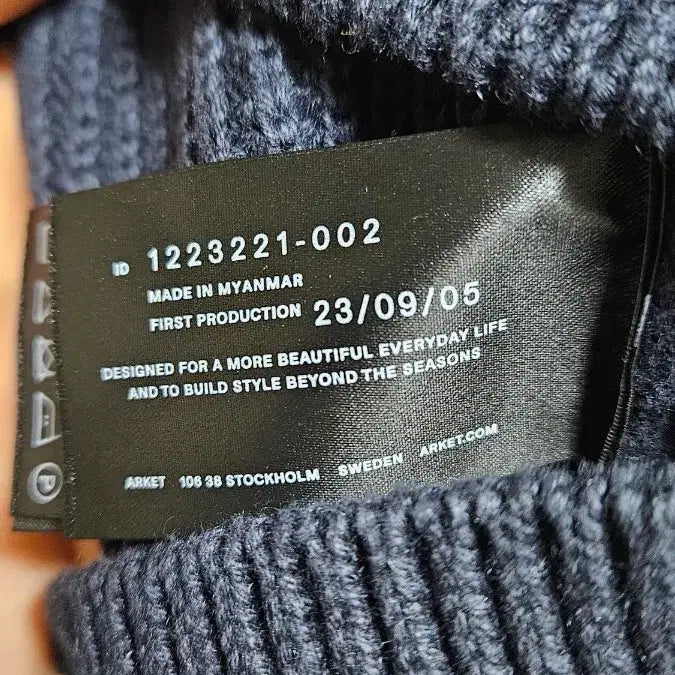 ID 1223221-002
MADE IN MYANMAR
FIRST PRODUCTION 23/09/05
DESIGNED FOR A MORE BEAUTIFUL EVERYDAY LIFE
AND TO BUILD STYLE BEYOND THE SEASONS
ARKET 106 38 STOCKHOLM SWEDEN ARKET.COM
P